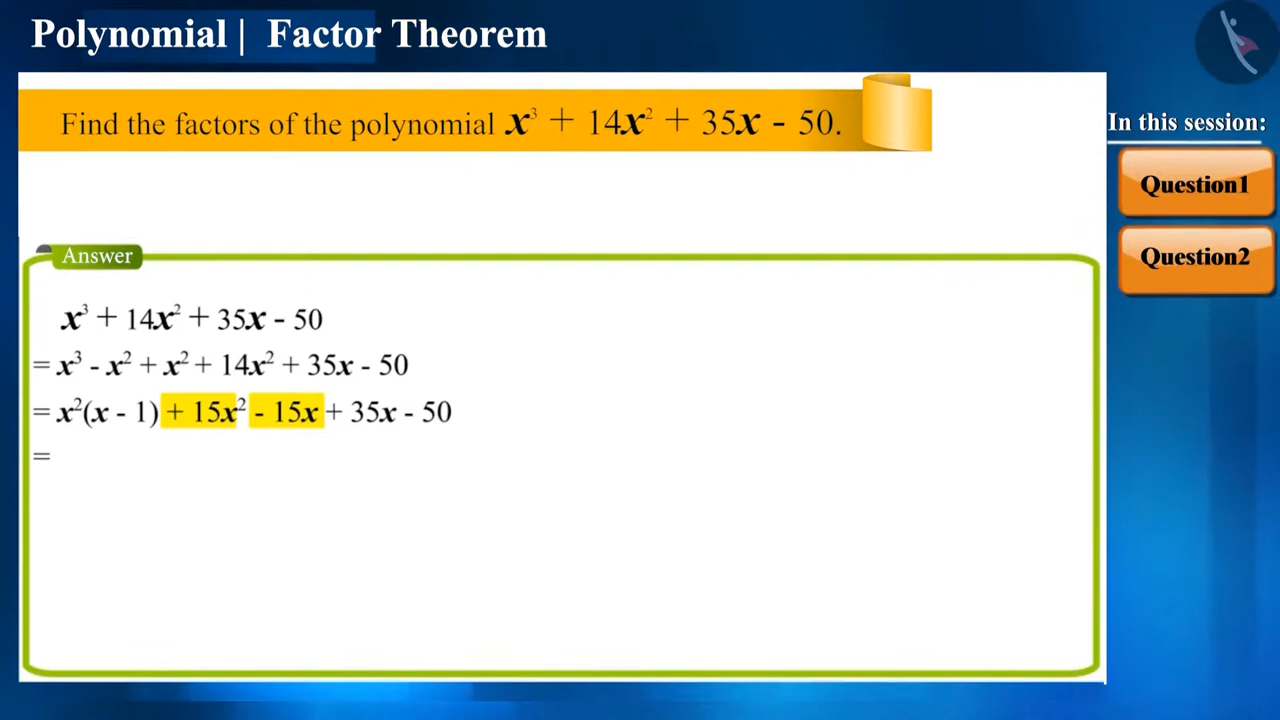 Polynomial | Factor Theorem
Find the factors of the polynomial x³ + 14x² + 35x - 50.
In this session:
Question1
Question2
Answer
x³ + 14x² + 35x - 50
= x³ - x² + x² + 14x² + 35x - 50
= x²(x - 1) + 15x² - 15x + 35x - 50
=